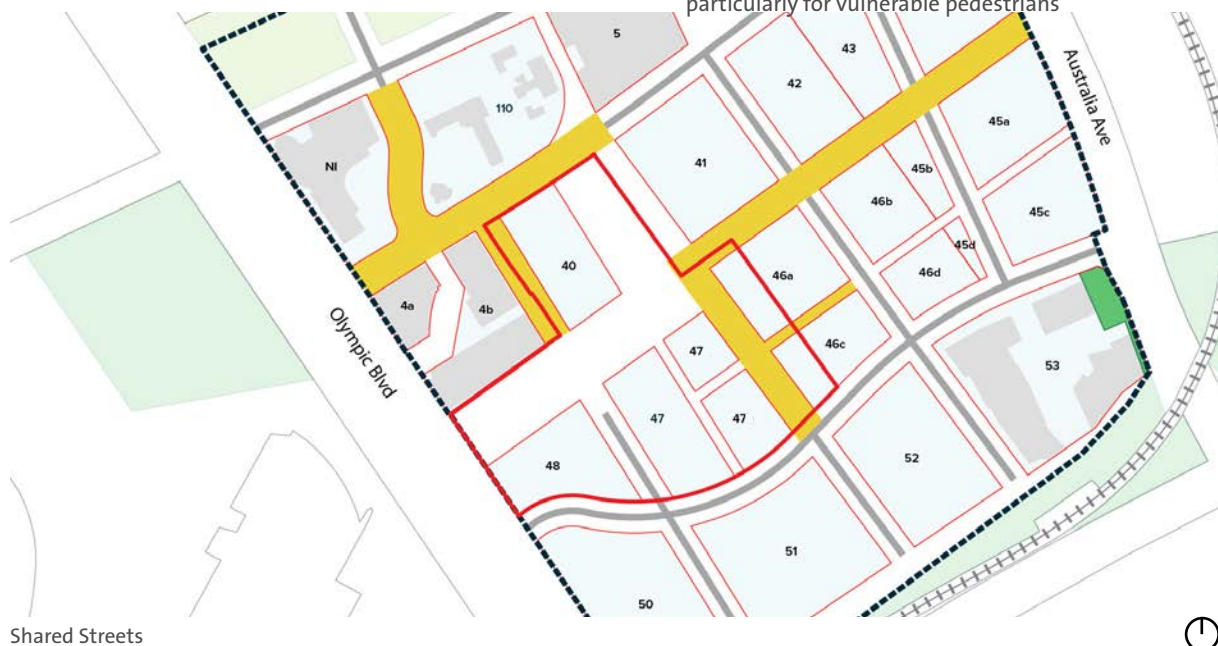 particularly for vulnerable pedestrians
5
43
42
Australia Ave
110
45a
NI
41
45b
46b
45c
45d
40
46a
46d
4a
4b
Olympic Blvd
47
46c
53
47
47
48
52
51
50
Shared Streets